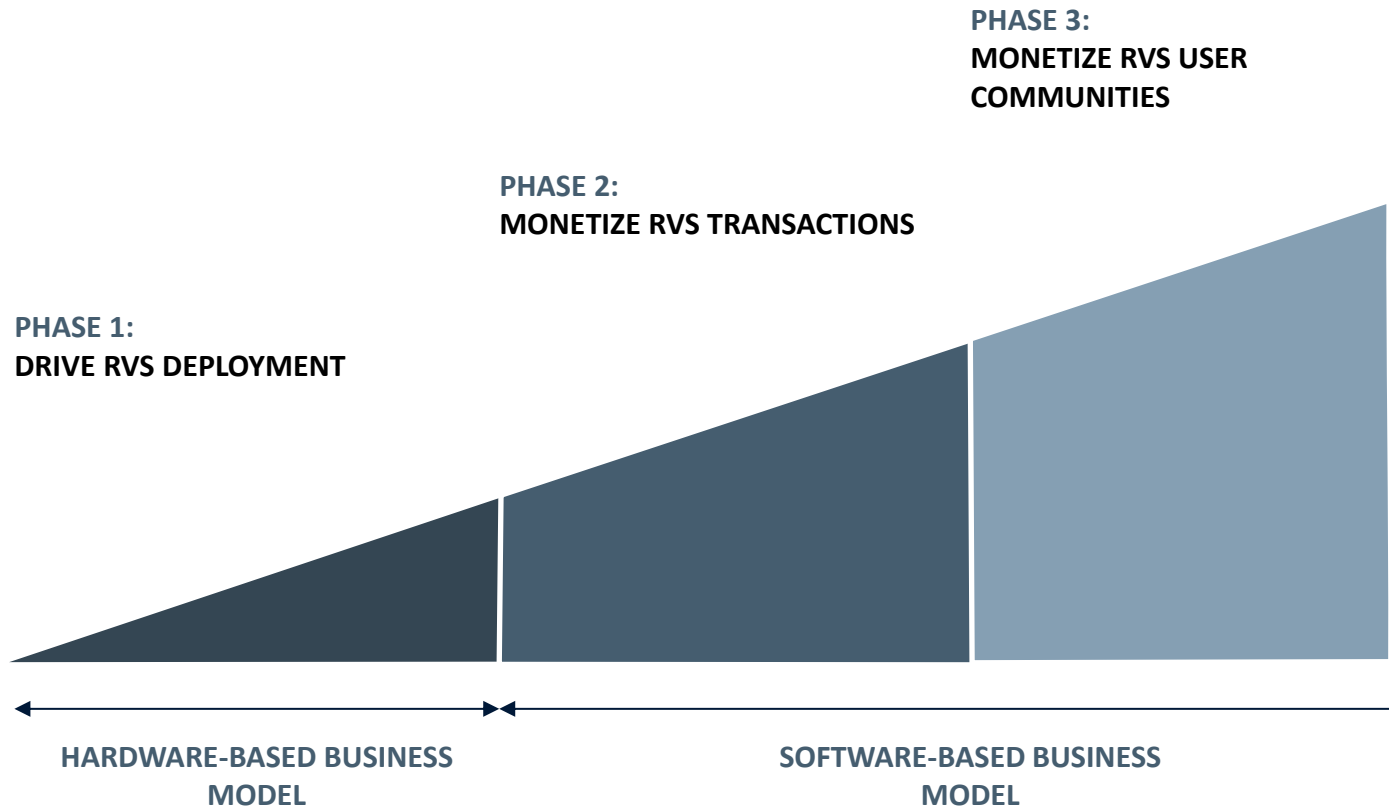 PHASE 3:
MONETIZE RVS USER
COMMUNITIES
PHASE 2:
MONETIZE RVS TRANSACTIONS
PHASE 1:
DRIVE RVS DEPLOYMENT
HARDWARE-BASED BUSINESS
MODEL
SOFTWARE-BASED BUSINESS
MODEL